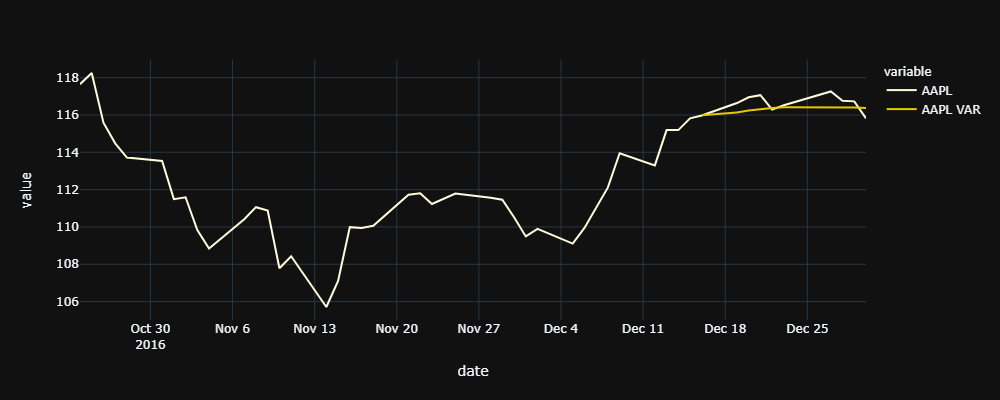 variable
AAPL
AAPL VAR
value
118
116
114
112
110
108
106
Oct 30
2016
Nov 6
Nov 13
Nov 20
Nov 27
Dec 4
Dec 11
Dec 18
Dec 25
date